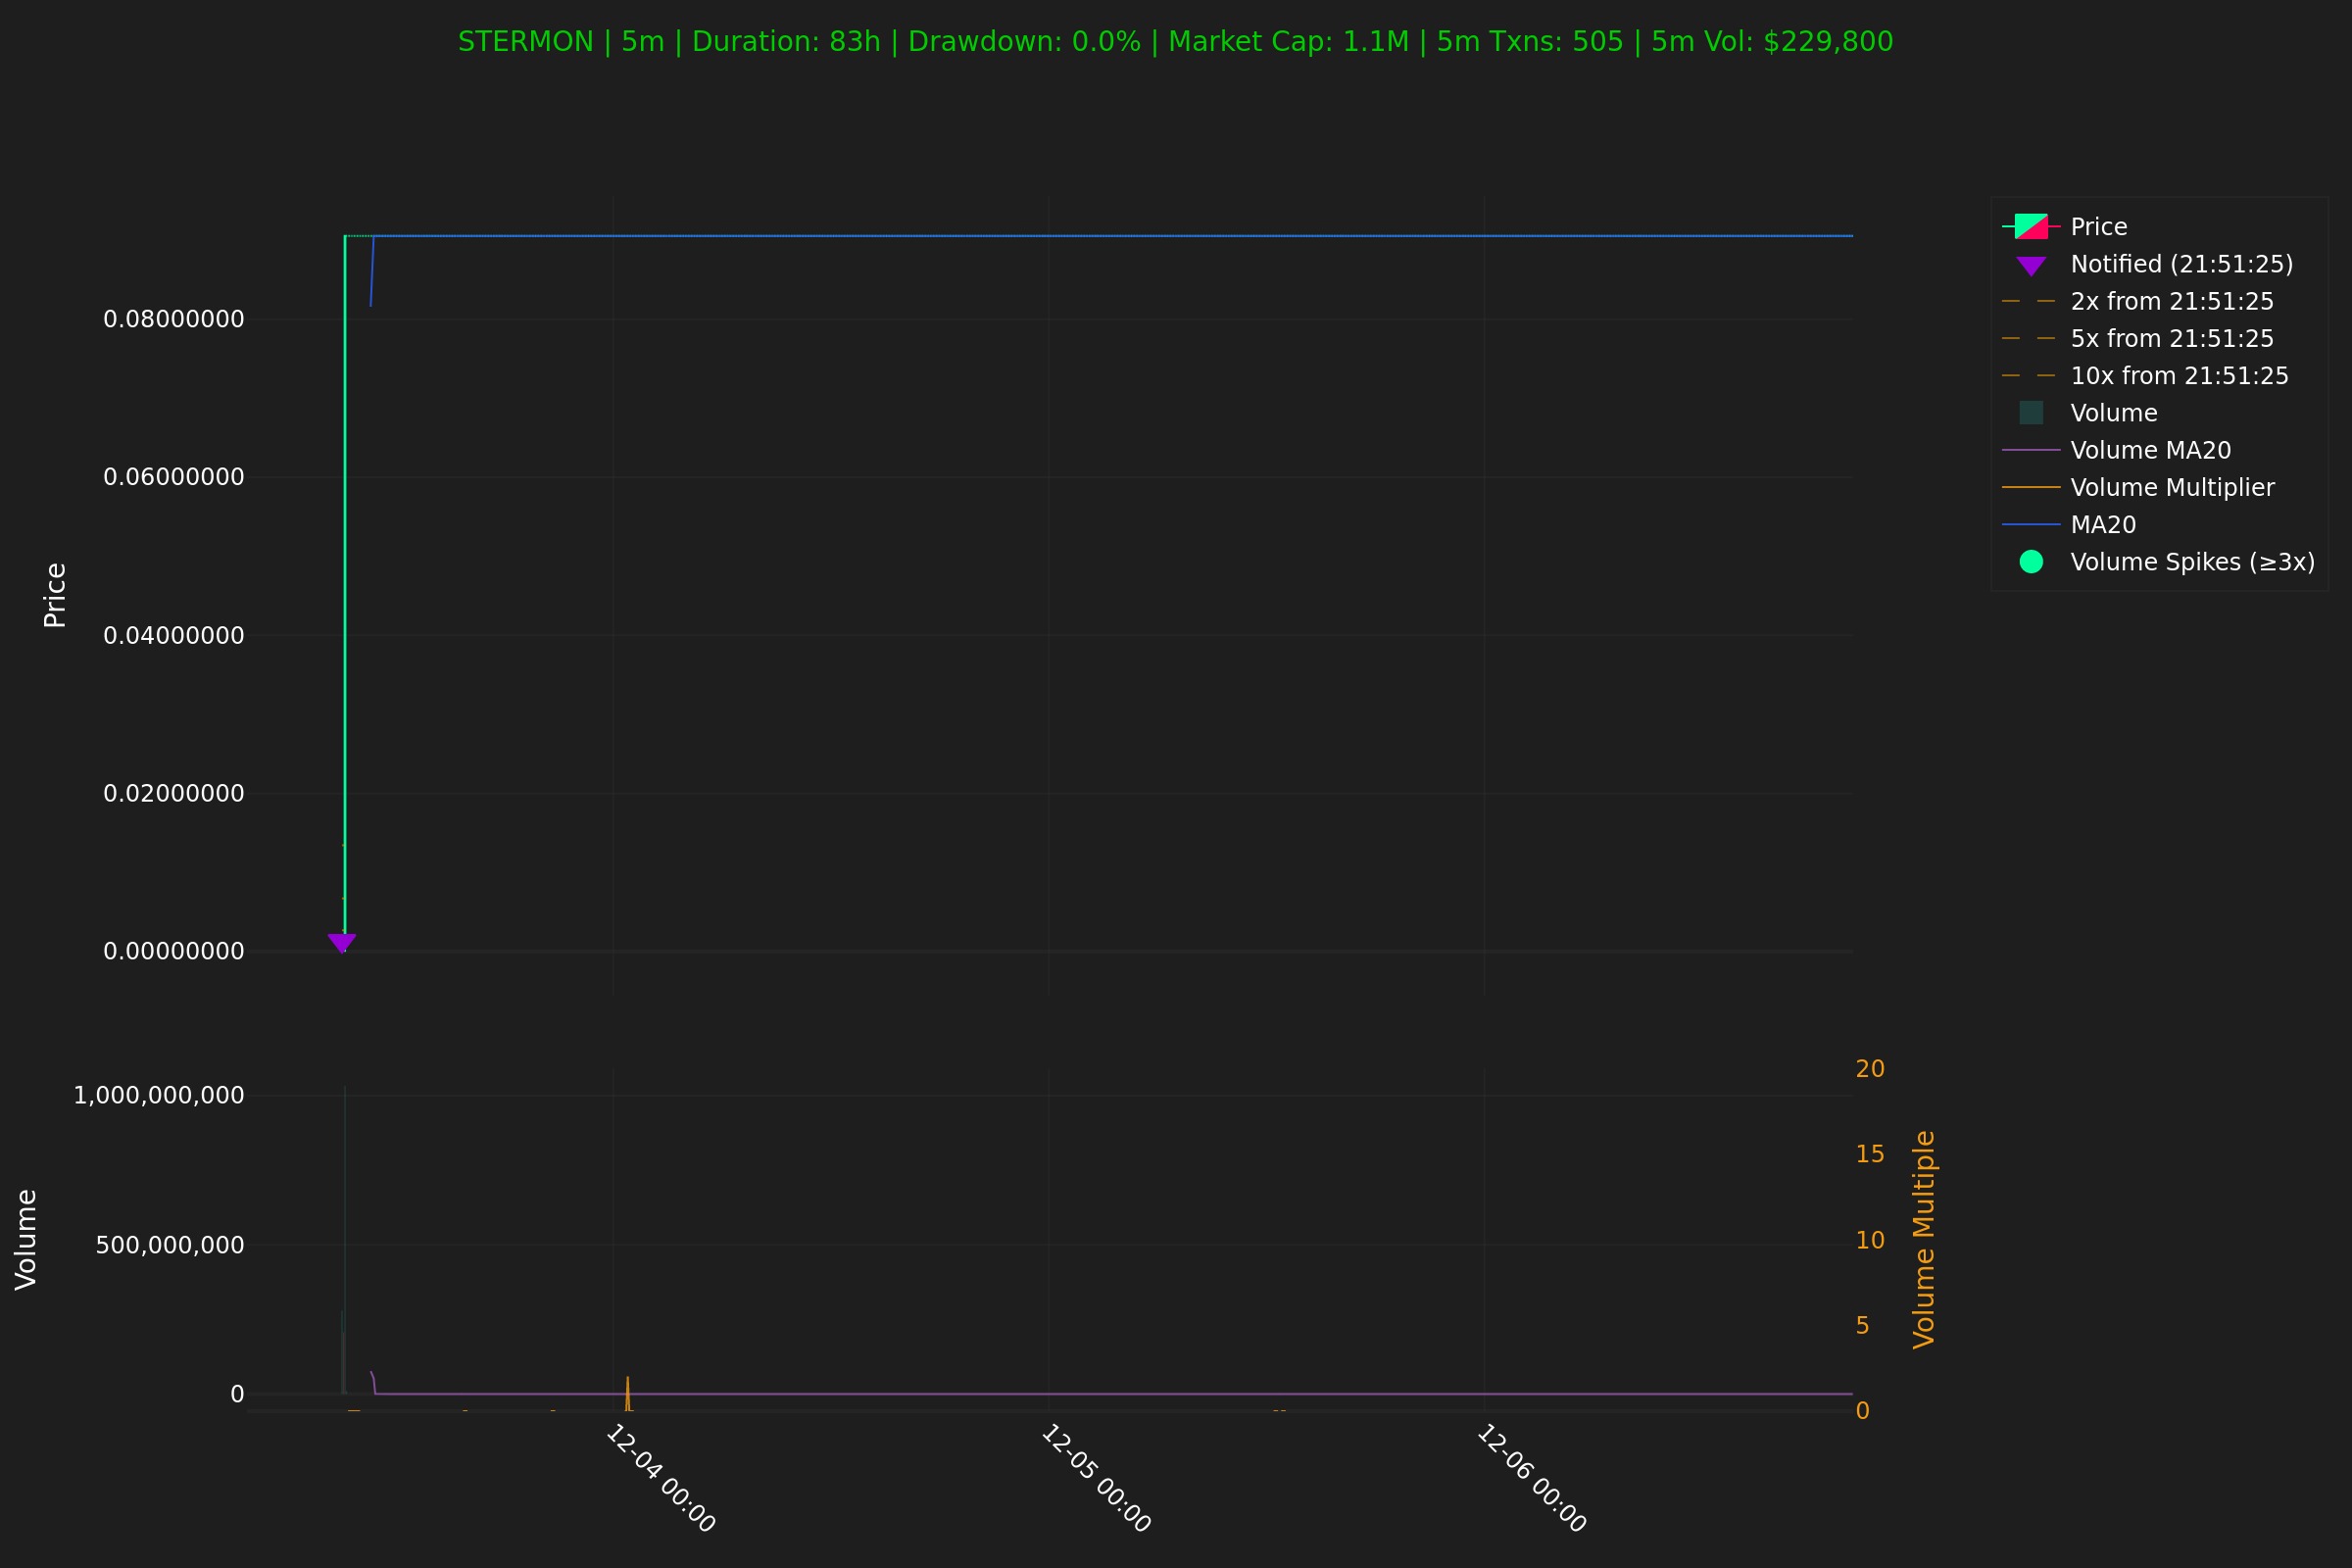 STERMON | 5m | Duration: 83h | Drawdown: 0.0% | Market Cap: 1.1M | 5m Txns: 505 | 5m Vol: $229,800
Price
0.08000000
0.06000000
0.04000000
0.02000000
0.00000000
Price
Notified (21:51:25)
2x from 21:51:25
5x from 21:51:25
10x from 21:51:25
Volume
Volume MA20
Volume Multiplier
MA20
Volume Spikes (≥3x)
Volume
1,000,000,000
500,000,000
0
20
15
10
5
0
Volume Multiple
12-04 00:00
12-05 00:00
12-06 00:00